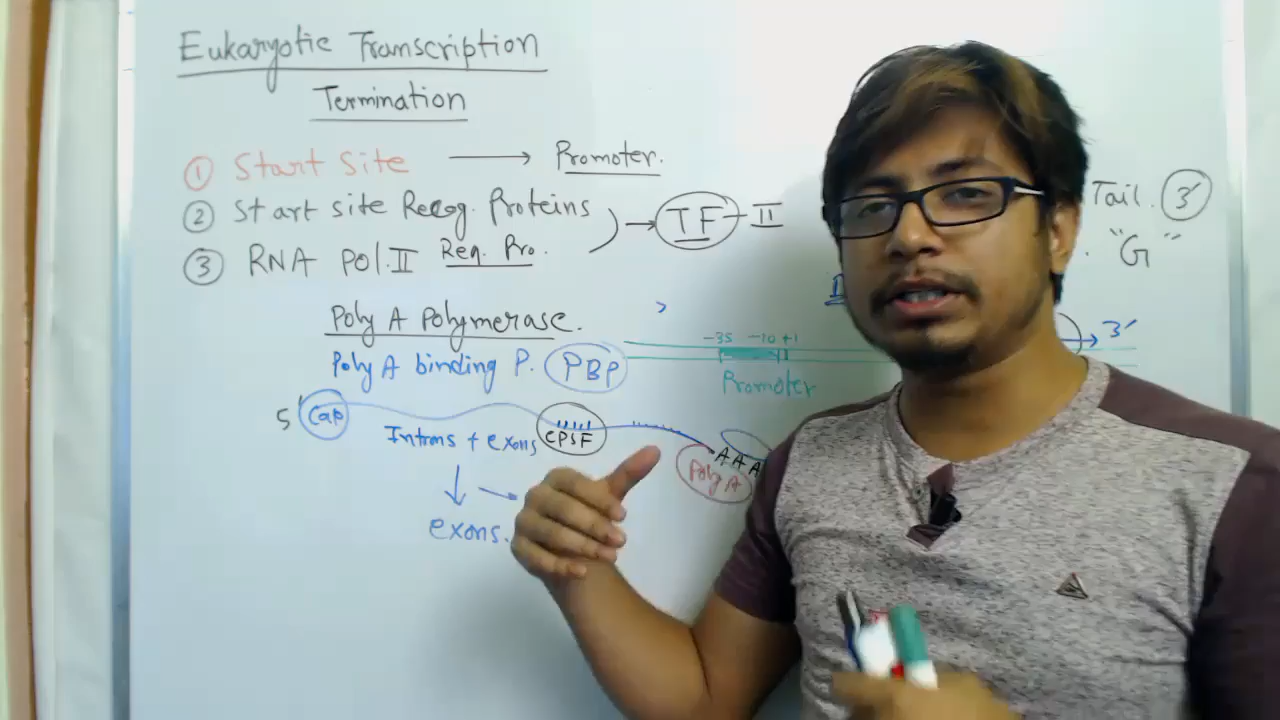 Eukaryotic Transcription
Termination
① Start Site → Promoter.
② Start site Recog. Proteins
→ TF-II
③ RNA Pol. II Req. Pro.
Tail. 3'
"G"
Poly A Polymerase.
Poly A binding P. PBP
-35 -10 +1
3'
Promoter
5' Cap
Introns + exons
CPSF
A A A
Poly A
exons.